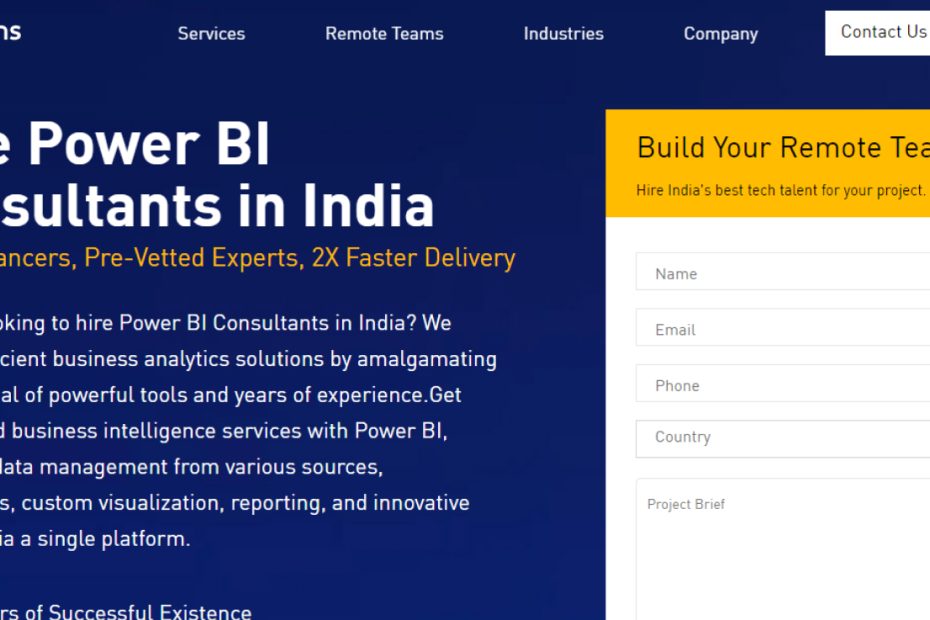 ns
Services Remote Teams Industries Company Contact Us
e Power BI
nsultants in India
ancers, Pre-Vetted Experts, 2X Faster Delivery
oking to hire Power BI Consultants in India? We
cient business analytics solutions by amalgamating
al of powerful tools and years of experience.Get
d business intelligence services with Power BI,
data management from various sources,
s, custom visualization, reporting, and innovative
ia a single platform.
rs of Successful Existence
Build Your Remote Tea
Hire India's best tech talent for your project.
Name
Email
Phone
Country
Project Brief